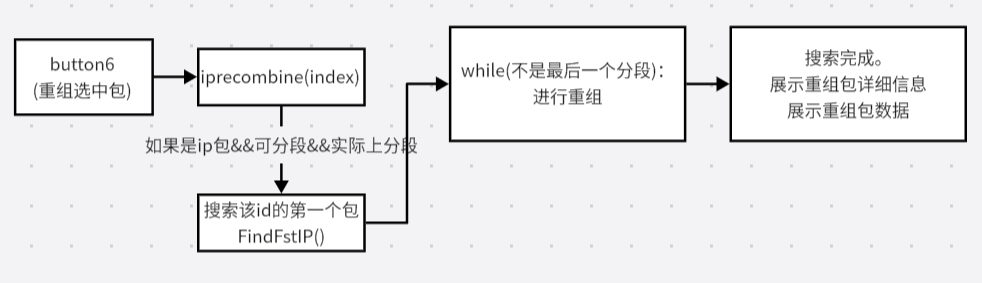 button6
(重组选中包)
iprecombine(index)
如果是ip包&&可分段&&实际上分段
搜索该id的第一个包
FindFstIP()
while(不是最后一个分段)：
进行重组
搜索完成。
展示重组包详细信息
展示重组包数据